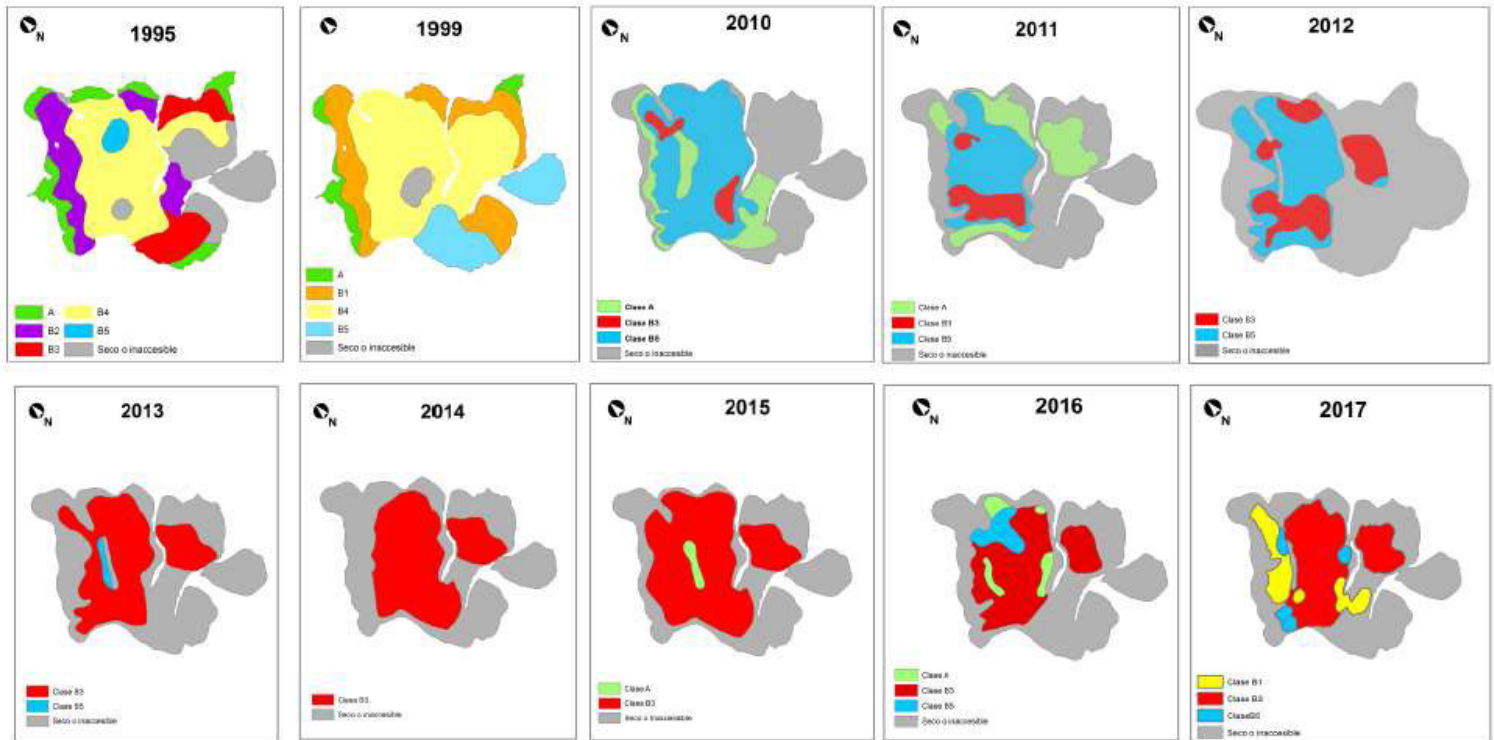 N
1995
A B4
B2 B5
B3 Seco o inaccesible
N
1999
A
B1
B4
B5
Seco o inaccesible
N
2010
Clase A
Clase B3
Clase B5
Seco o inaccesible
N
2011
Clase A
Clase B3
Clase B5
Seco o inaccesible
N
2012
Clase B3
Clase B5
Seco o inaccesible
N
2013
Clase B3
Clase B5
Seco o inaccesible
N
2014
Clase B3
Seco o inaccesible
N
2015
Clase A
Clase B3
Seco o inaccesible
N
2016
Clase A
Clase B3
Clase B5
Seco o inaccesible
N
2017
Clase B1
Clase B3
ClaseB5
Seco o inaccesible